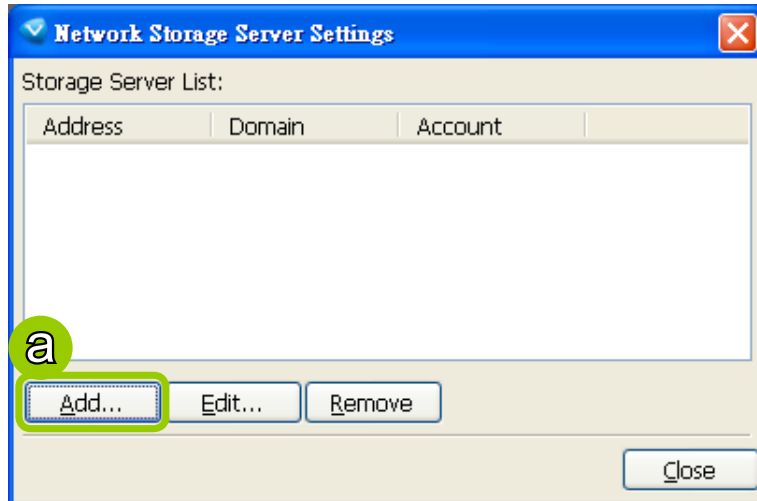 Network Storage Server Settings
Storage Server List:
Address Domain Account
a
Add... Edit... Remove
Close